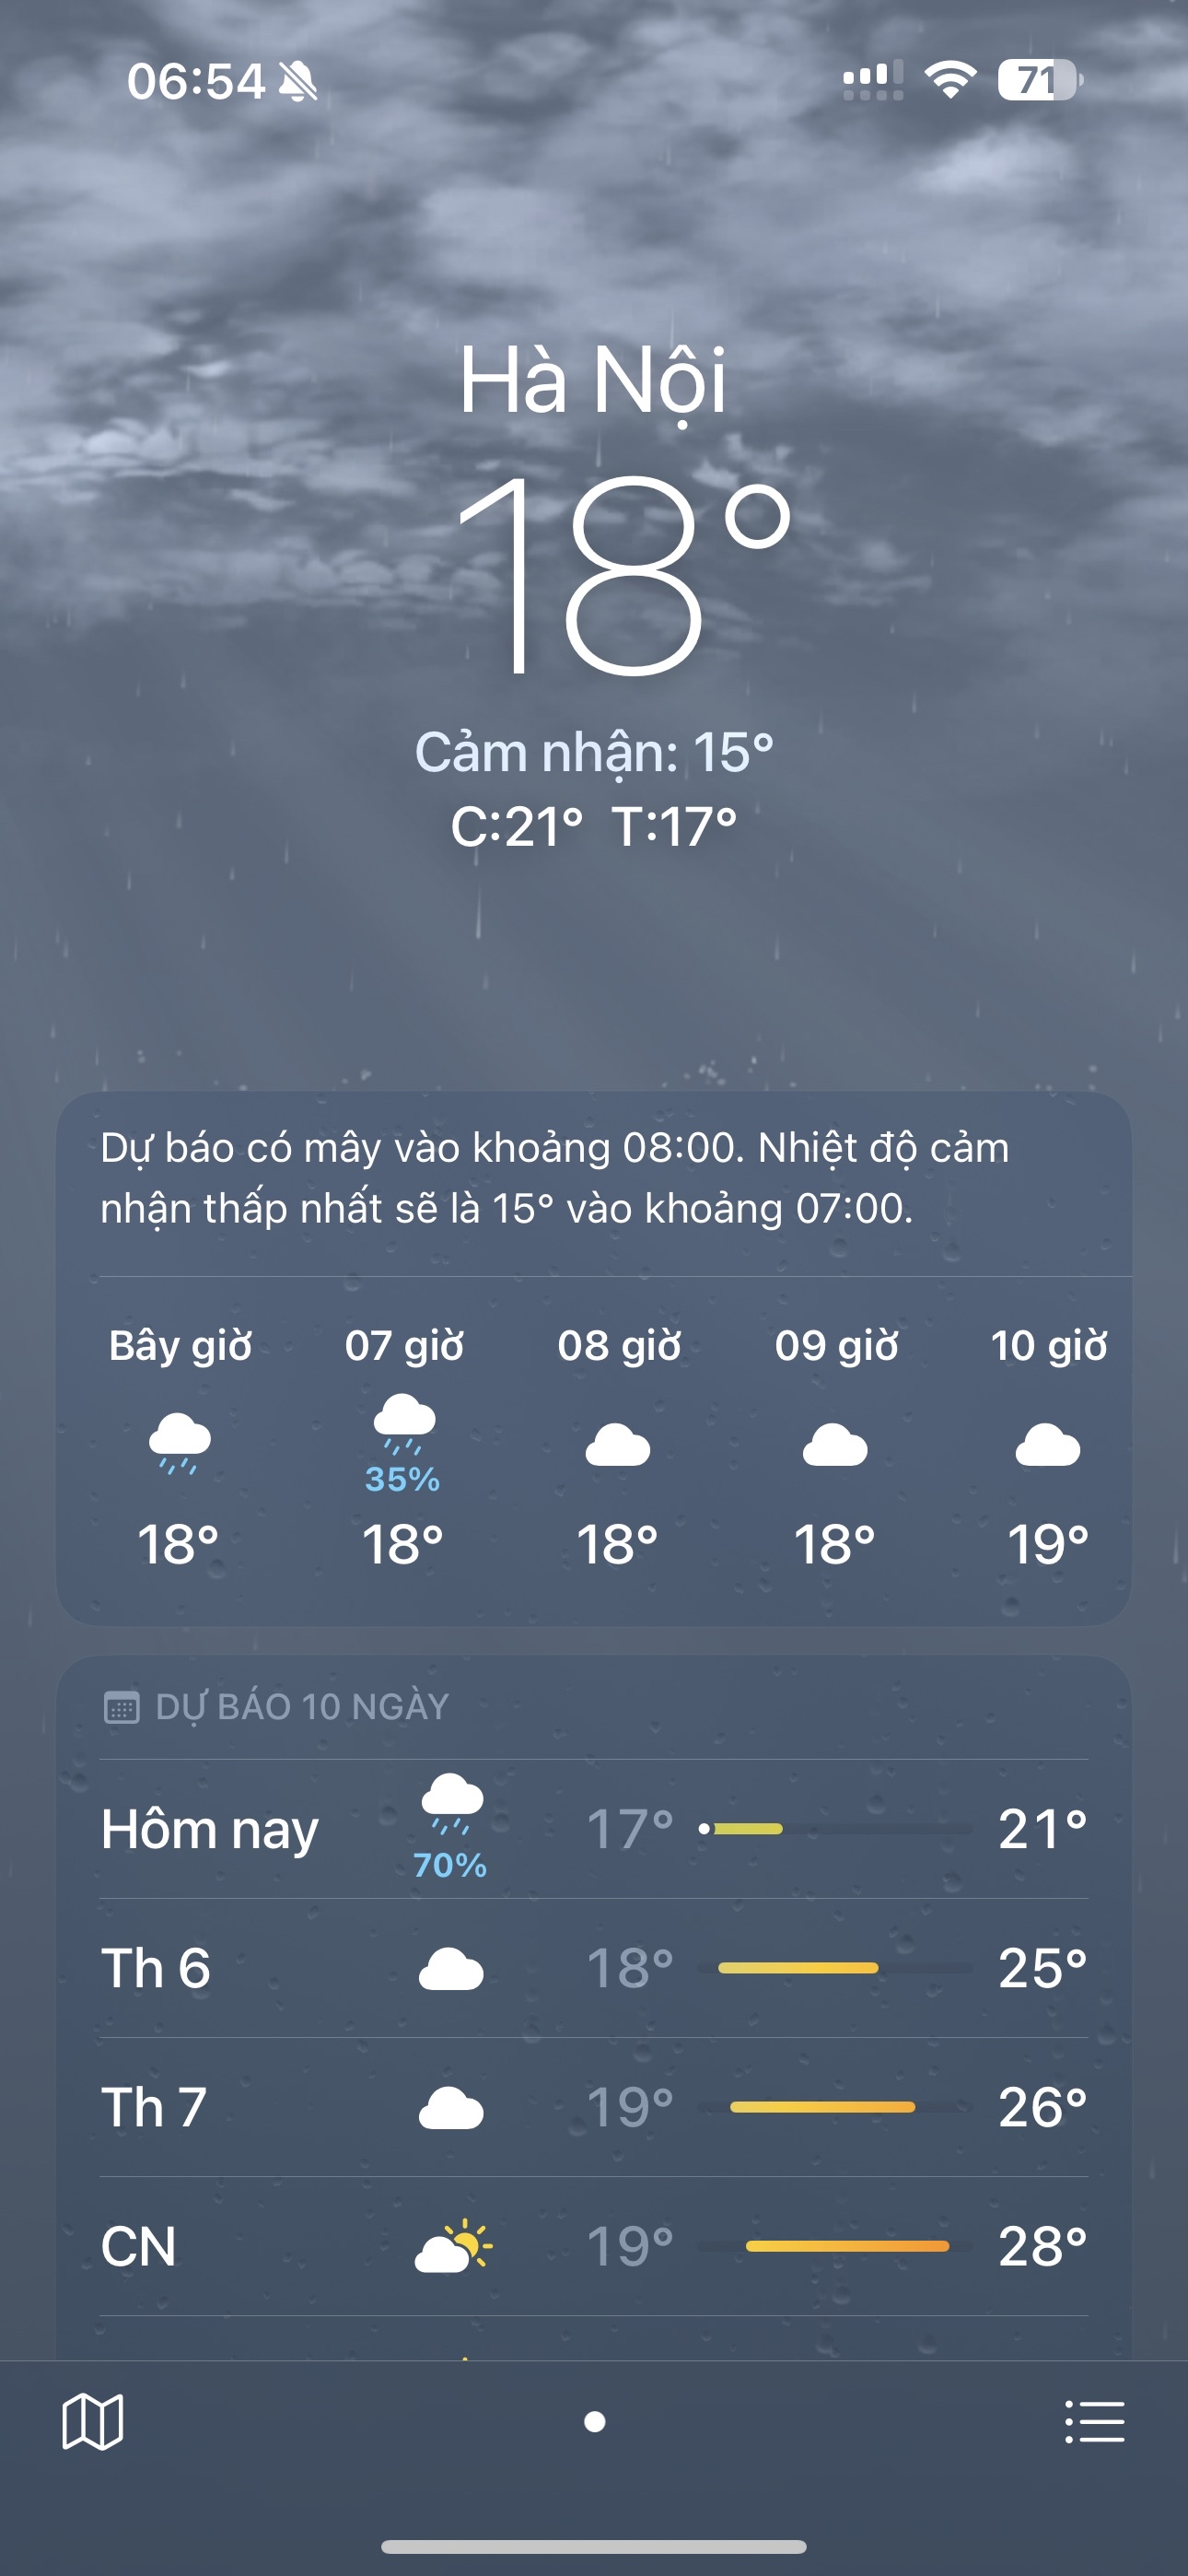 06:54
71
Hà Nội
18°
Cảm nhận: 15°
C:21° T:17°
Dự báo có mây vào khoảng 08:00. Nhiệt độ cảm
nhận thấp nhất sẽ là 15° vào khoảng 07:00.
Bây giờ 07 giờ 08 giờ 09 giờ 10 giờ
35%
18° 18° 18° 18° 19°
DỰ BÁO 10 NGÀY
Hôm nay 70% 17° 21°
Th 6 18° 25°
Th 7 19° 26°
CN 19° 28°